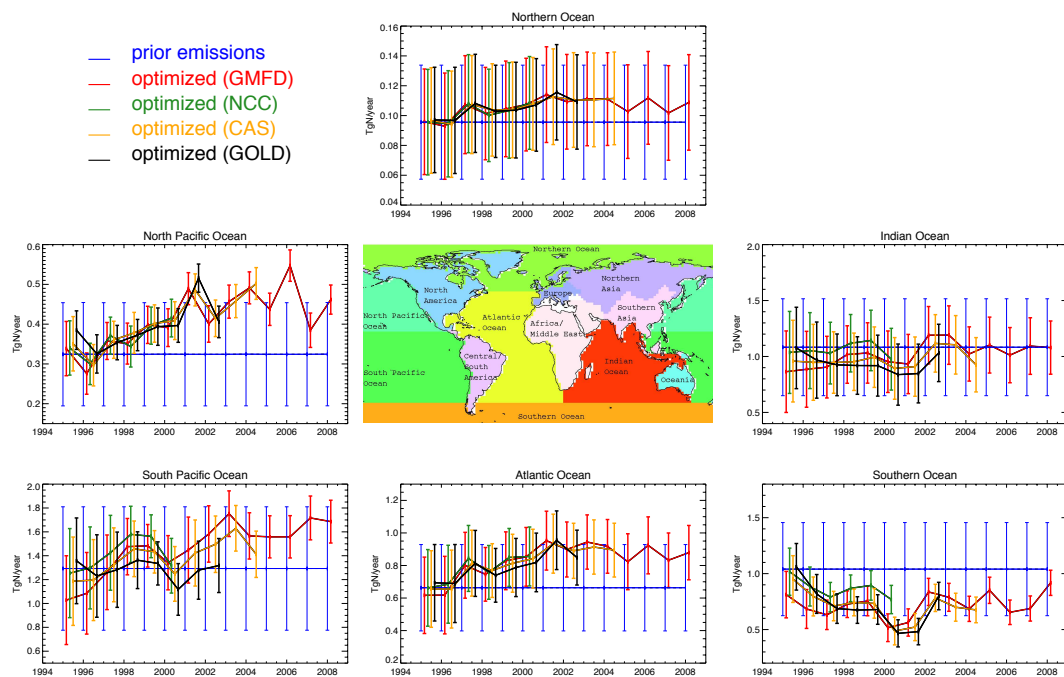 Northern Ocean
prior emissions
optimized (GMFD)
optimized (NCC)
optimized (CAS)
optimized (GOLD)
TgN/year
0.16
0.14
0.12
0.10
0.08
0.06
0.04
1994 1996 1998 2000 2002 2004 2006 2008
North Pacific Ocean
TgN/year
0.6
0.5
0.4
0.3
0.2
1994 1996 1998 2000 2002 2004 2006 2008
Northern Ocean
North
America
Europe
Northern
Asia
North Pacific
Ocean
Atlantic
Ocean
Africa/
Middle East
Southern
Asia
Central/
South
America
South Pacific
Ocean
Indian
Ocean
Oceania
Southern Ocean
Indian Ocean
TgN/year
2.0
1.5
1.0
0.5
1994 1996 1998 2000 2002 2004 2006 2008
South Pacific Ocean
TgN/year
2.0
1.8
1.6
1.4
1.2
1.0
0.8
0.6
1994 1996 1998 2000 2002 2004 2006 2008
Atlantic Ocean
TgN/year
1.2
1.0
0.8
0.6
0.4
0.2
1994 1996 1998 2000 2002 2004 2006 2008
Southern Ocean
TgN/year
1.5
1.0
0.5
1994 1996 1998 2000 2002 2004 2006 2008